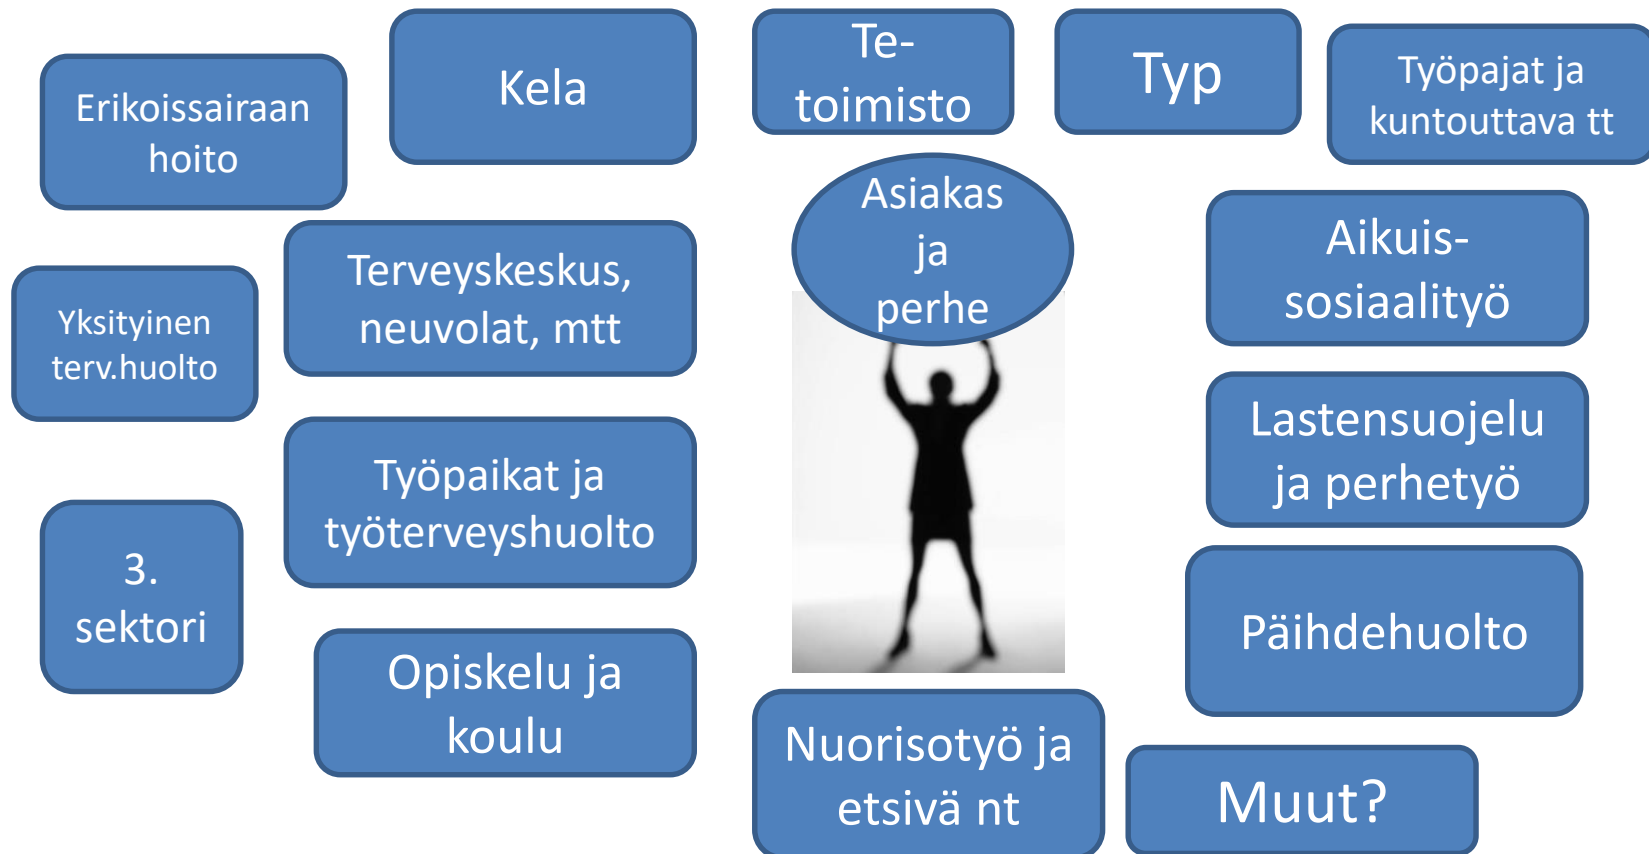 Erikoissairaan
hoito
Kela
Te-
toimisto
Typ
Työpajat ja
kuntouttava tt
Asiakas
ja
perhe
Terveyskeskus,
neuvolat, mtt
Aikuis-
sosiaalityö
Yksityinen
terv.huolto
Lastensuojelu
ja perhetyö
Työpaikat ja
työterveyshuolto
3.
sektori
Päihdehuolto
Opiskelu ja
koulu
Nuorisotyö ja
etsivä nt
Muut?